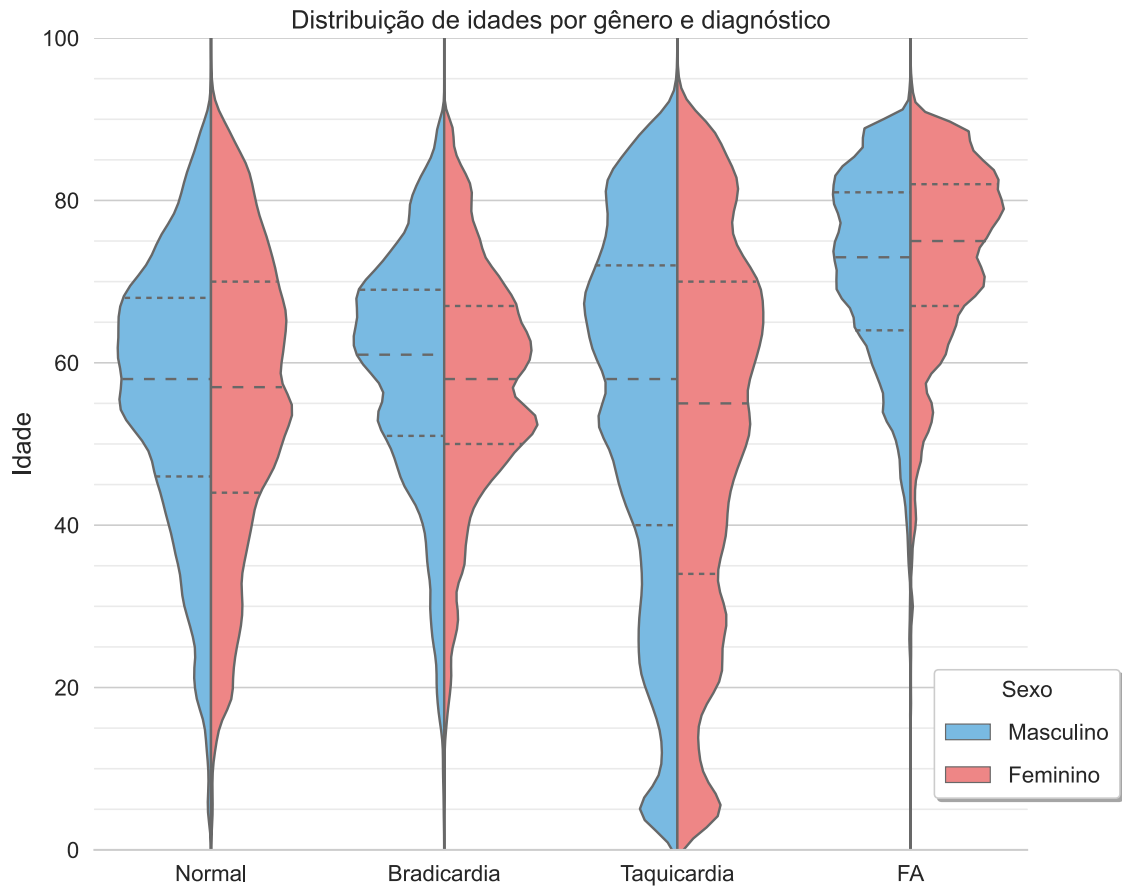 Distribuição de idades por gênero e diagnóstico
Idade
100
80
60
40
20
0
Normal
Bradicardia
Taquicardia
FA
Sexo
Masculino
Feminino